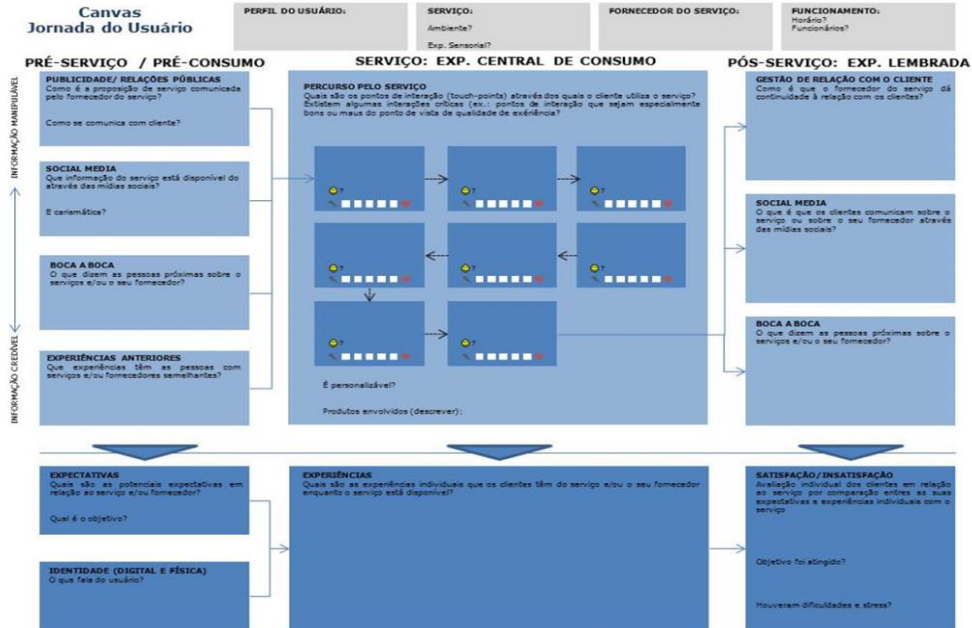 Canvas
Jornada do Usuário
PERFIL DO USUÁRIO:
SERVIÇO:
Ambiente?
Exp. Sensorial?
FORNECEDOR DO SERVIÇO:
FUNCIONAMENTO:
Horário?
Funcionários?
PRÉ-SERVIÇO / PRÉ-CONSUMO
SERVIÇO: EXP. CENTRAL DE CONSUMO
PÓS-SERVIÇO: EXP. LEMBRADA
INFORMAÇÃO MANIPULÁVEL
INFORMAÇÃO CREDÍVEL
PUBLICIDADE/ RELAÇÕES PÚBLICAS
Como é a proposição de serviço comunicada
pelo fornecedor do serviço?
Como se comunica com cliente?
SOCIAL MEDIA
Que informação do serviço está disponível do
através das mídias sociais?
E carismática?
BOCA A BOCA
O que dizem as pessoas próximas sobre o
serviços e/ou o seu fornecedor?
EXPERIÊNCIAS ANTERIORES
Que experiências têm as pessoas com
serviços e/ou fornecedores semelhantes?
PERCURSO PELO SERVIÇO
Quais são os pontos de interação (touch-points) através dos quais o cliente utiliza o serviço?
Extistem algumas interações críticas (ex.: pontos de interação que sejam especialmente
bons ou maus do ponto de vista de qualidade de exériência?
?
?
?
?
?
?
?
?
É personalizável?
Produtos envolvidos (descrever):
GESTÃO DE RELAÇÃO COM O CLIENTE
Como é que o fornecedor do serviço dá
continuidade à relação com os clientes?
SOCIAL MEDIA
O que é que os clientes comunicam sobre o
serviço ou sobre o seu fornecedor através
das mídias sociais?
BOCA A BOCA
O que dizem as pessoas próximas sobre o
serviços e/ou o seu fornecedor?
EXPECTATIVAS
Quais são as potenciais expectativas em
relação ao serviço e/ou fornecedor?
Qual é o objetivo?
IDENTIDADE (DIGITAL E FÍSICA)
O que fala do usuário?
EXPERIÊNCIAS
Quais são as experiências individuais que os clientes têm do serviço e/ou o seu fornecedor
enquanto o serviço está disponível?
SATISFAÇÃO/INSATISFAÇÃO
Avaliação individual dos clientes em relação
ao serviço por comparação entres as suas
expectativas e experiências individuais com o
serviço
Objetivo foi atingido?
Houveram dificuldades e stress?